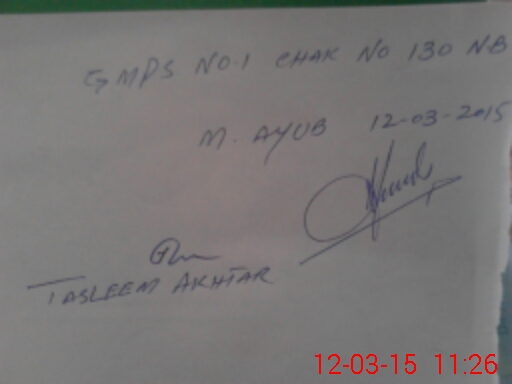 GMPS NO.1 CHAK NO 130 NB
M. AYUB 12-03-2015
TASLEEM AKHTAR
12-03-15 11:26